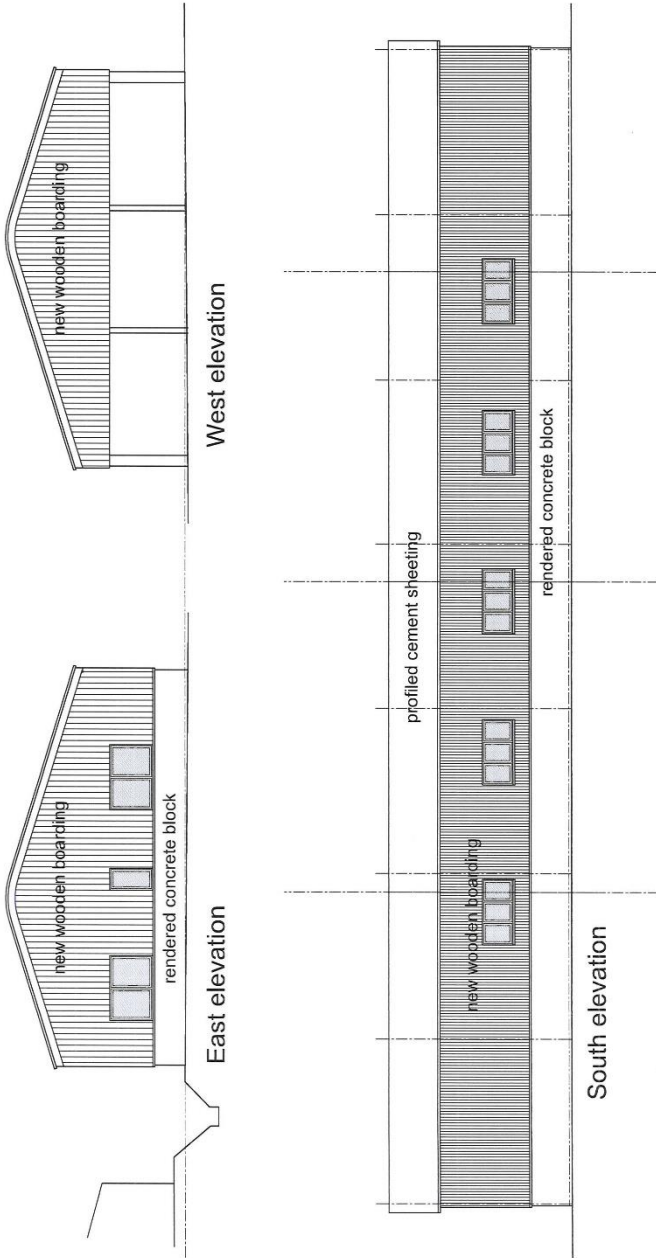 new wooden boarding
rendered concrete block
East elevation
new wooden boarding
West elevation
profiled cement sheeting
new wooden boarding
rendered concrete block
South elevation